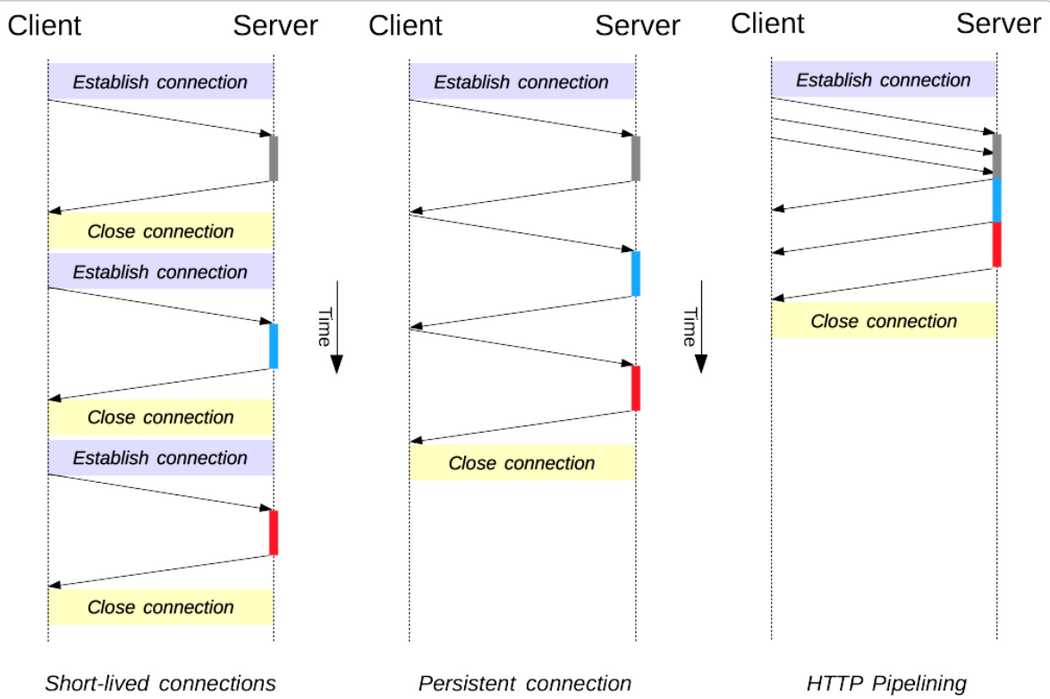 Client Server
Establish connection
Close connection
Establish connection
Close connection
Establish connection
Close connection
Short-lived connections
Time
Client Server
Establish connection
Close connection
Persistent connection
Time
Client Server
Establish connection
Close connection
HTTP Pipelining